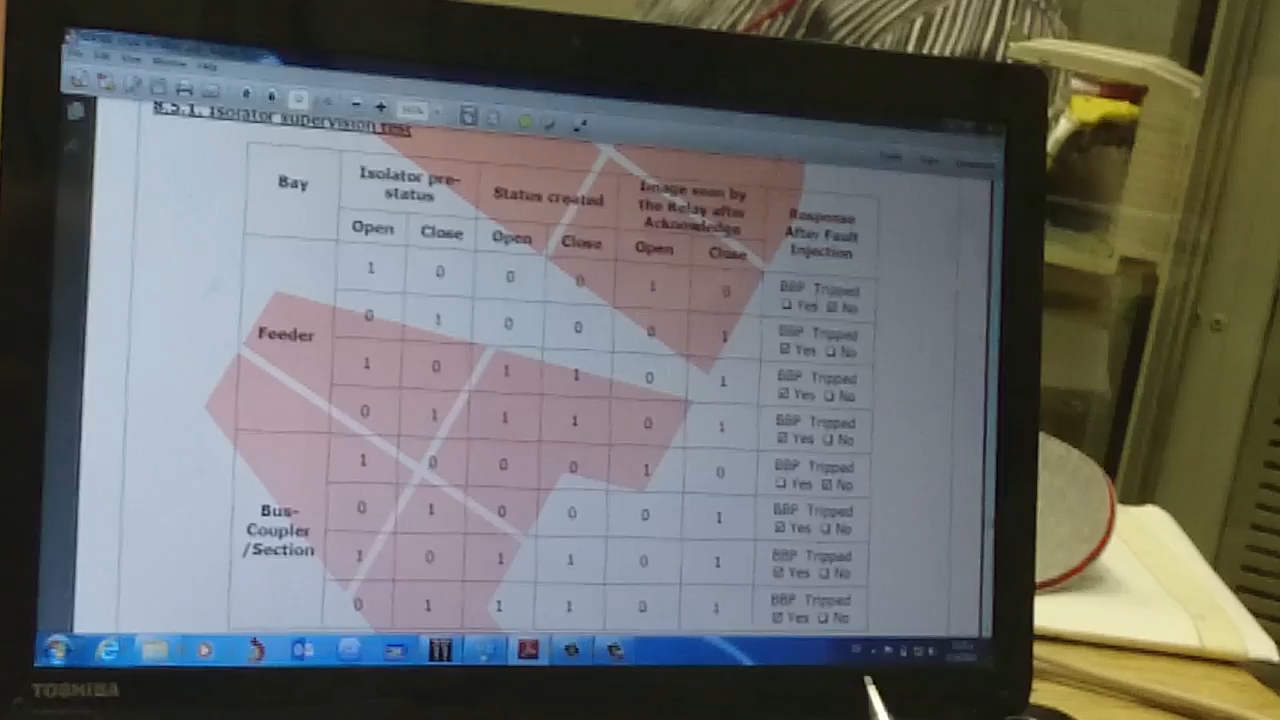 8.5.1. Isolator supervision test
Bay
Isolator pre-
status
Status created
Image seen by
the Relay after
Acknowledge
Response
After Fault
Injection
Open Close Open Close Open Close
Feeder
1 0 0 0 1 0 BBP Tripped
☐ Yes ☑ No
0 1 0 0 0 1 BBP Tripped
☑ Yes ☐ No
1 0 1 1 0 1 BBP Tripped
☑ Yes ☐ No
0 1 1 1 0 1 BBP Tripped
☑ Yes ☐ No
Bus-
Coupler
/Section
1 0 0 0 1 0 BBP Tripped
☐ Yes ☑ No
0 1 0 0 0 1 BBP Tripped
☑ Yes ☐ No
1 0 1 1 0 1 BBP Tripped
☑ Yes ☐ No
0 1 1 1 0 1 BBP Tripped
☑ Yes ☐ No
TOSHIBA